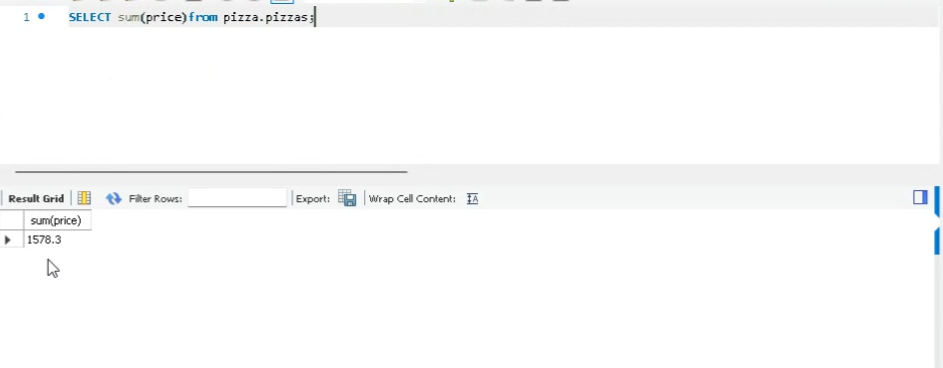 1 SELECT sum(price)from pizza.pizzas;
Result Grid Filter Rows: Export: Wrap Cell Content: IA
sum(price)
1578.3